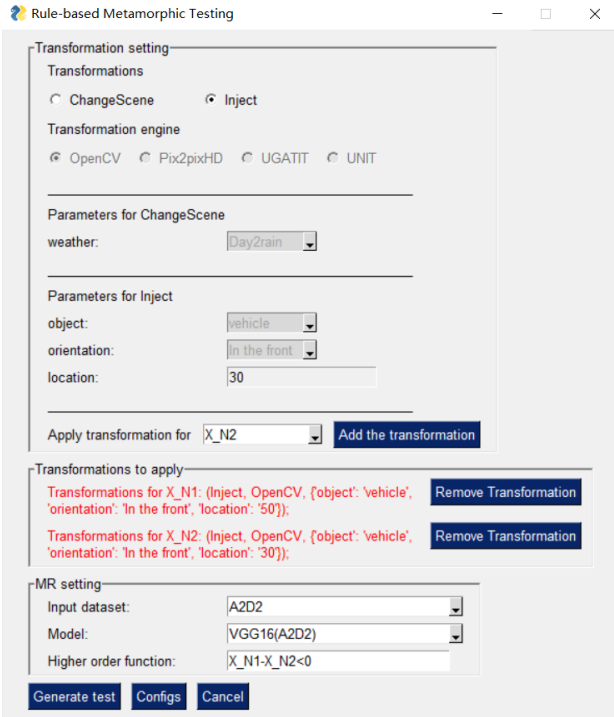 Rule-based Metamorphic Testing
Transformation setting
Transformations
ChangeScene Inject
Transformation engine
OpenCV Pix2pixHD UGATIT UNIT
Parameters for ChangeScene
weather: Day2rain
Parameters for Inject
object: vehicle
orientation: In the front
location: 30
Apply transformation for X_N2 Add the transformation
Transformations to apply
Transformations for X_N1: (Inject, OpenCV, {'object': 'vehicle', Remove Transformation
'orientation': 'In the front', 'location': '50'});
Transformations for X_N2: (Inject, OpenCV, {'object': 'vehicle', Remove Transformation
'orientation': 'In the front', 'location': '30'});
MR setting
Input dataset: A2D2
Model: VGG16(A2D2)
Higher order function: X_N1-X_N2<0
Generate test Configs Cancel